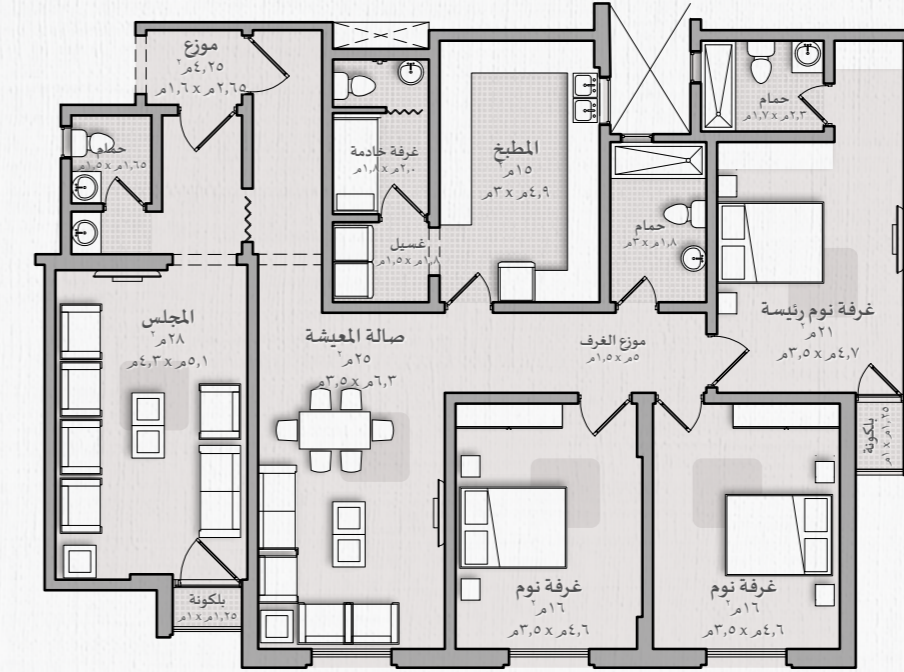 موزع
٤,٢٥م٢
٢,٦٥م x ١,٦م
حمام
١,٦٥م x ١,٥م
غرفة خادمة
٢,٠م x ١,٨م
غسيل
١,٨م x ١,٥م
المطبخ
١٥م٢
٤,٩م x ٣م
حمام
١,٨م x ٣م
حمام
٢,٣م x ١,٧م
غرفة نوم رئيسة
٢١م٢
٤,٧م x ٣,٥م
بلكونة
١,٢٥م x ١م
موزع الغرف
٥م x ١,٥م
صالة المعيشة
٢٥م٢
٦,٣م x ٣,٥م
المجلس
٢٨م٢
٥,١م x ٤,٣م
بلكونة
١,٢٥م x ١م
غرفة نوم
١٦م٢
٤,٦م x ٣,٥م
غرفة نوم
١٦م٢
٤,٦م x ٣,٥م